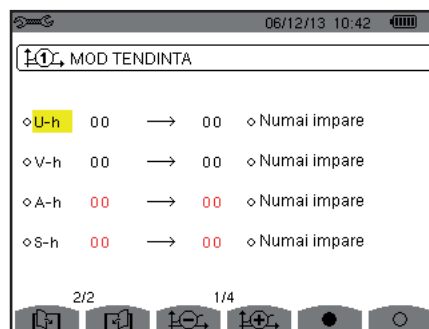 06/12/13 10:42
1 MOD TENDINTA
U-h 00 → 00 Numai impare
V-h 00 → 00 Numai impare
A-h 00 → 00 Numai impare
S-h 00 → 00 Numai impare
2/2 1/4